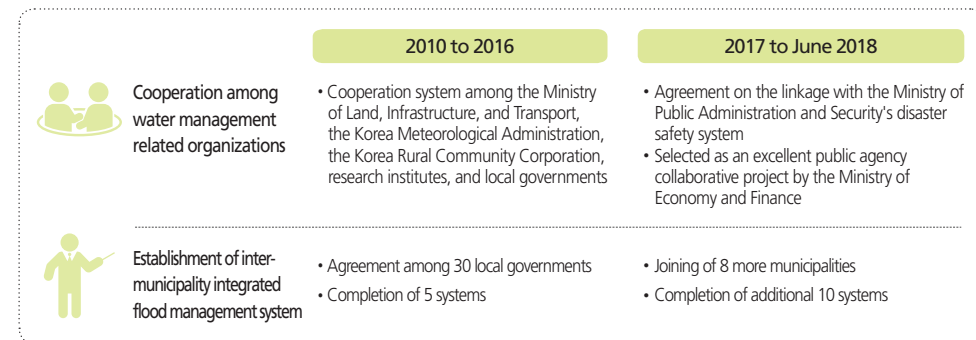 2010 to 2016
2017 to June 2018
Cooperation among
water management
related organizations
• Cooperation system among the Ministry
of Land, Infrastructure, and Transport,
the Korea Meteorological Administration,
the Korea Rural Community Corporation,
research institutes, and local governments
• Agreement on the linkage with the Ministry of
Public Administration and Security's disaster
safety system
• Selected as an excellent public agency
collaborative project by the Ministry of
Economy and Finance
Establishment of inter-
municipality integrated
flood management system
• Agreement among 30 local governments
• Completion of 5 systems
• Joining of 8 more municipalities
• Completion of additional 10 systems